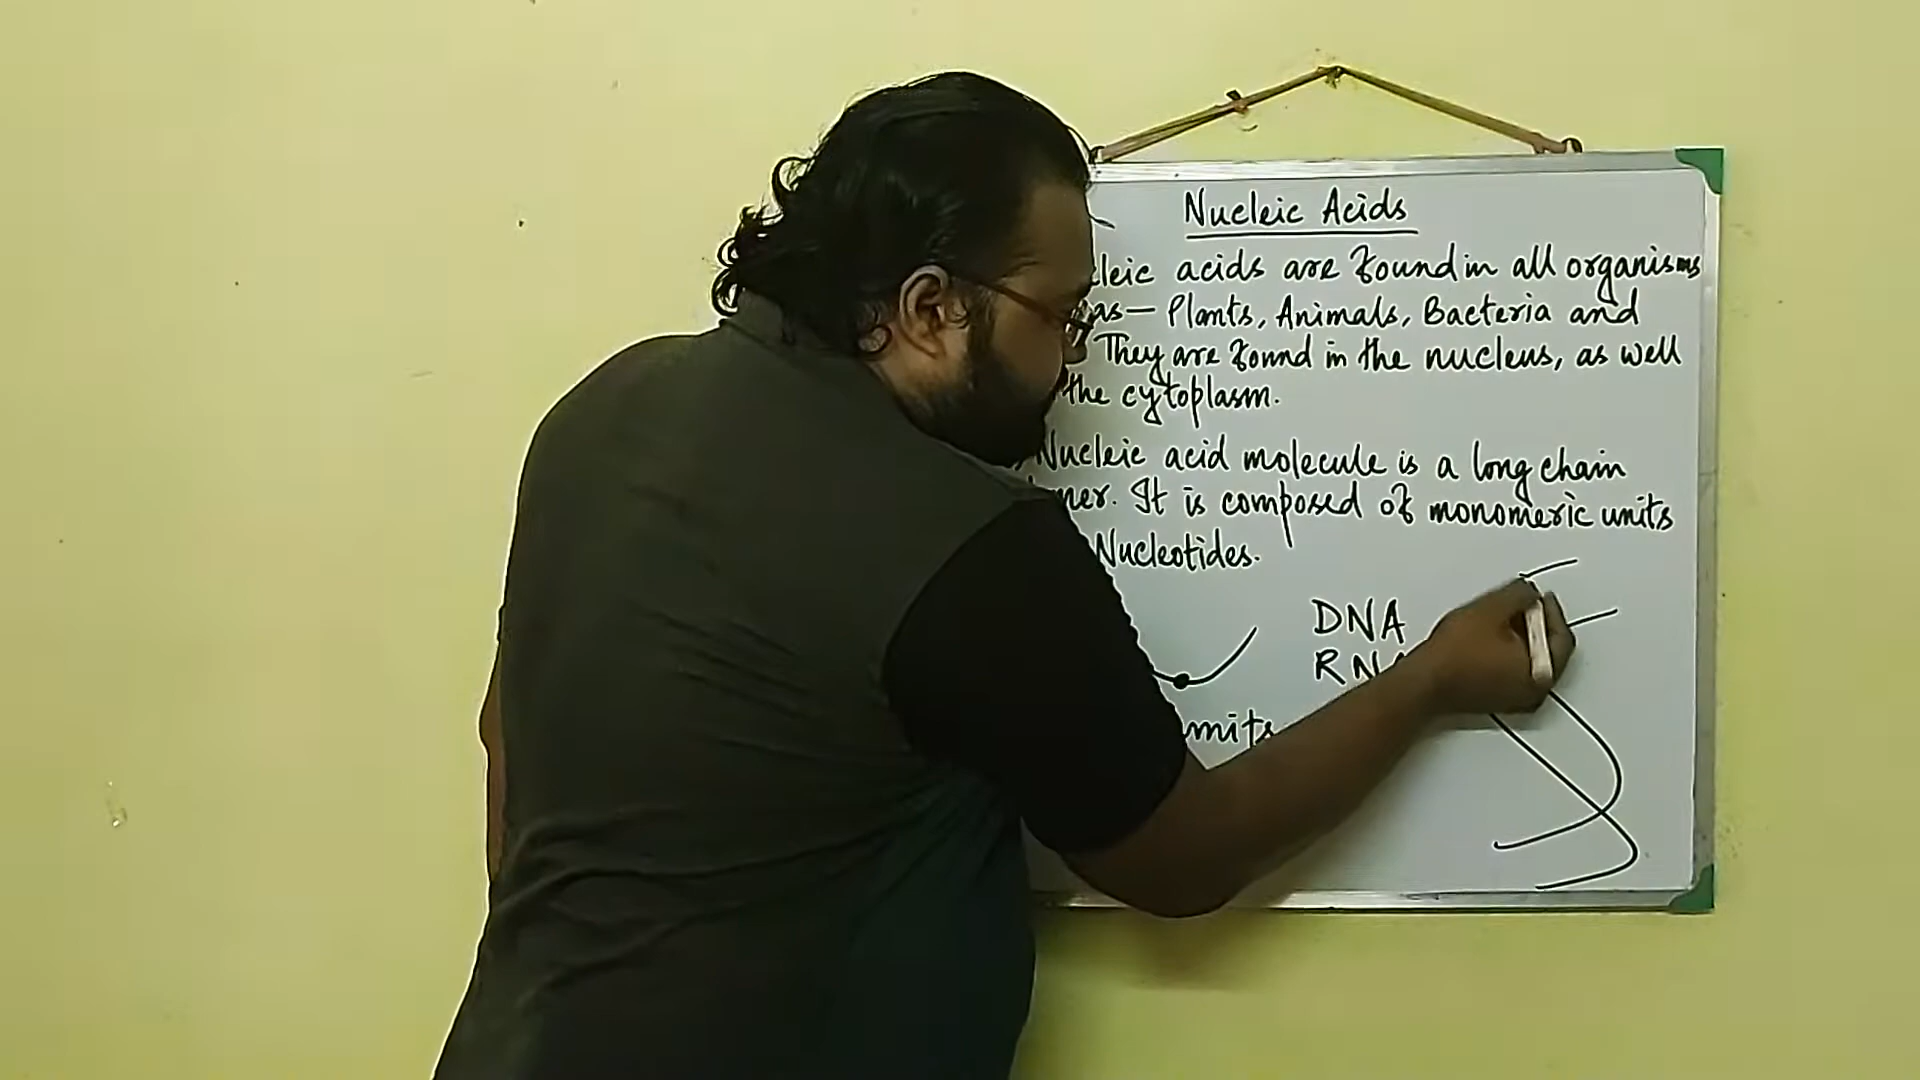 Nucleic Acids
cleic acids are found in all organisms
as — Plants, Animals, Bacteria and
They are found in the nucleus, as well
the cytoplasm.
Nucleic acid molecule is a long chain
mer. It is composed of monomeric units
Nucleotides.
DNA
RNA
units